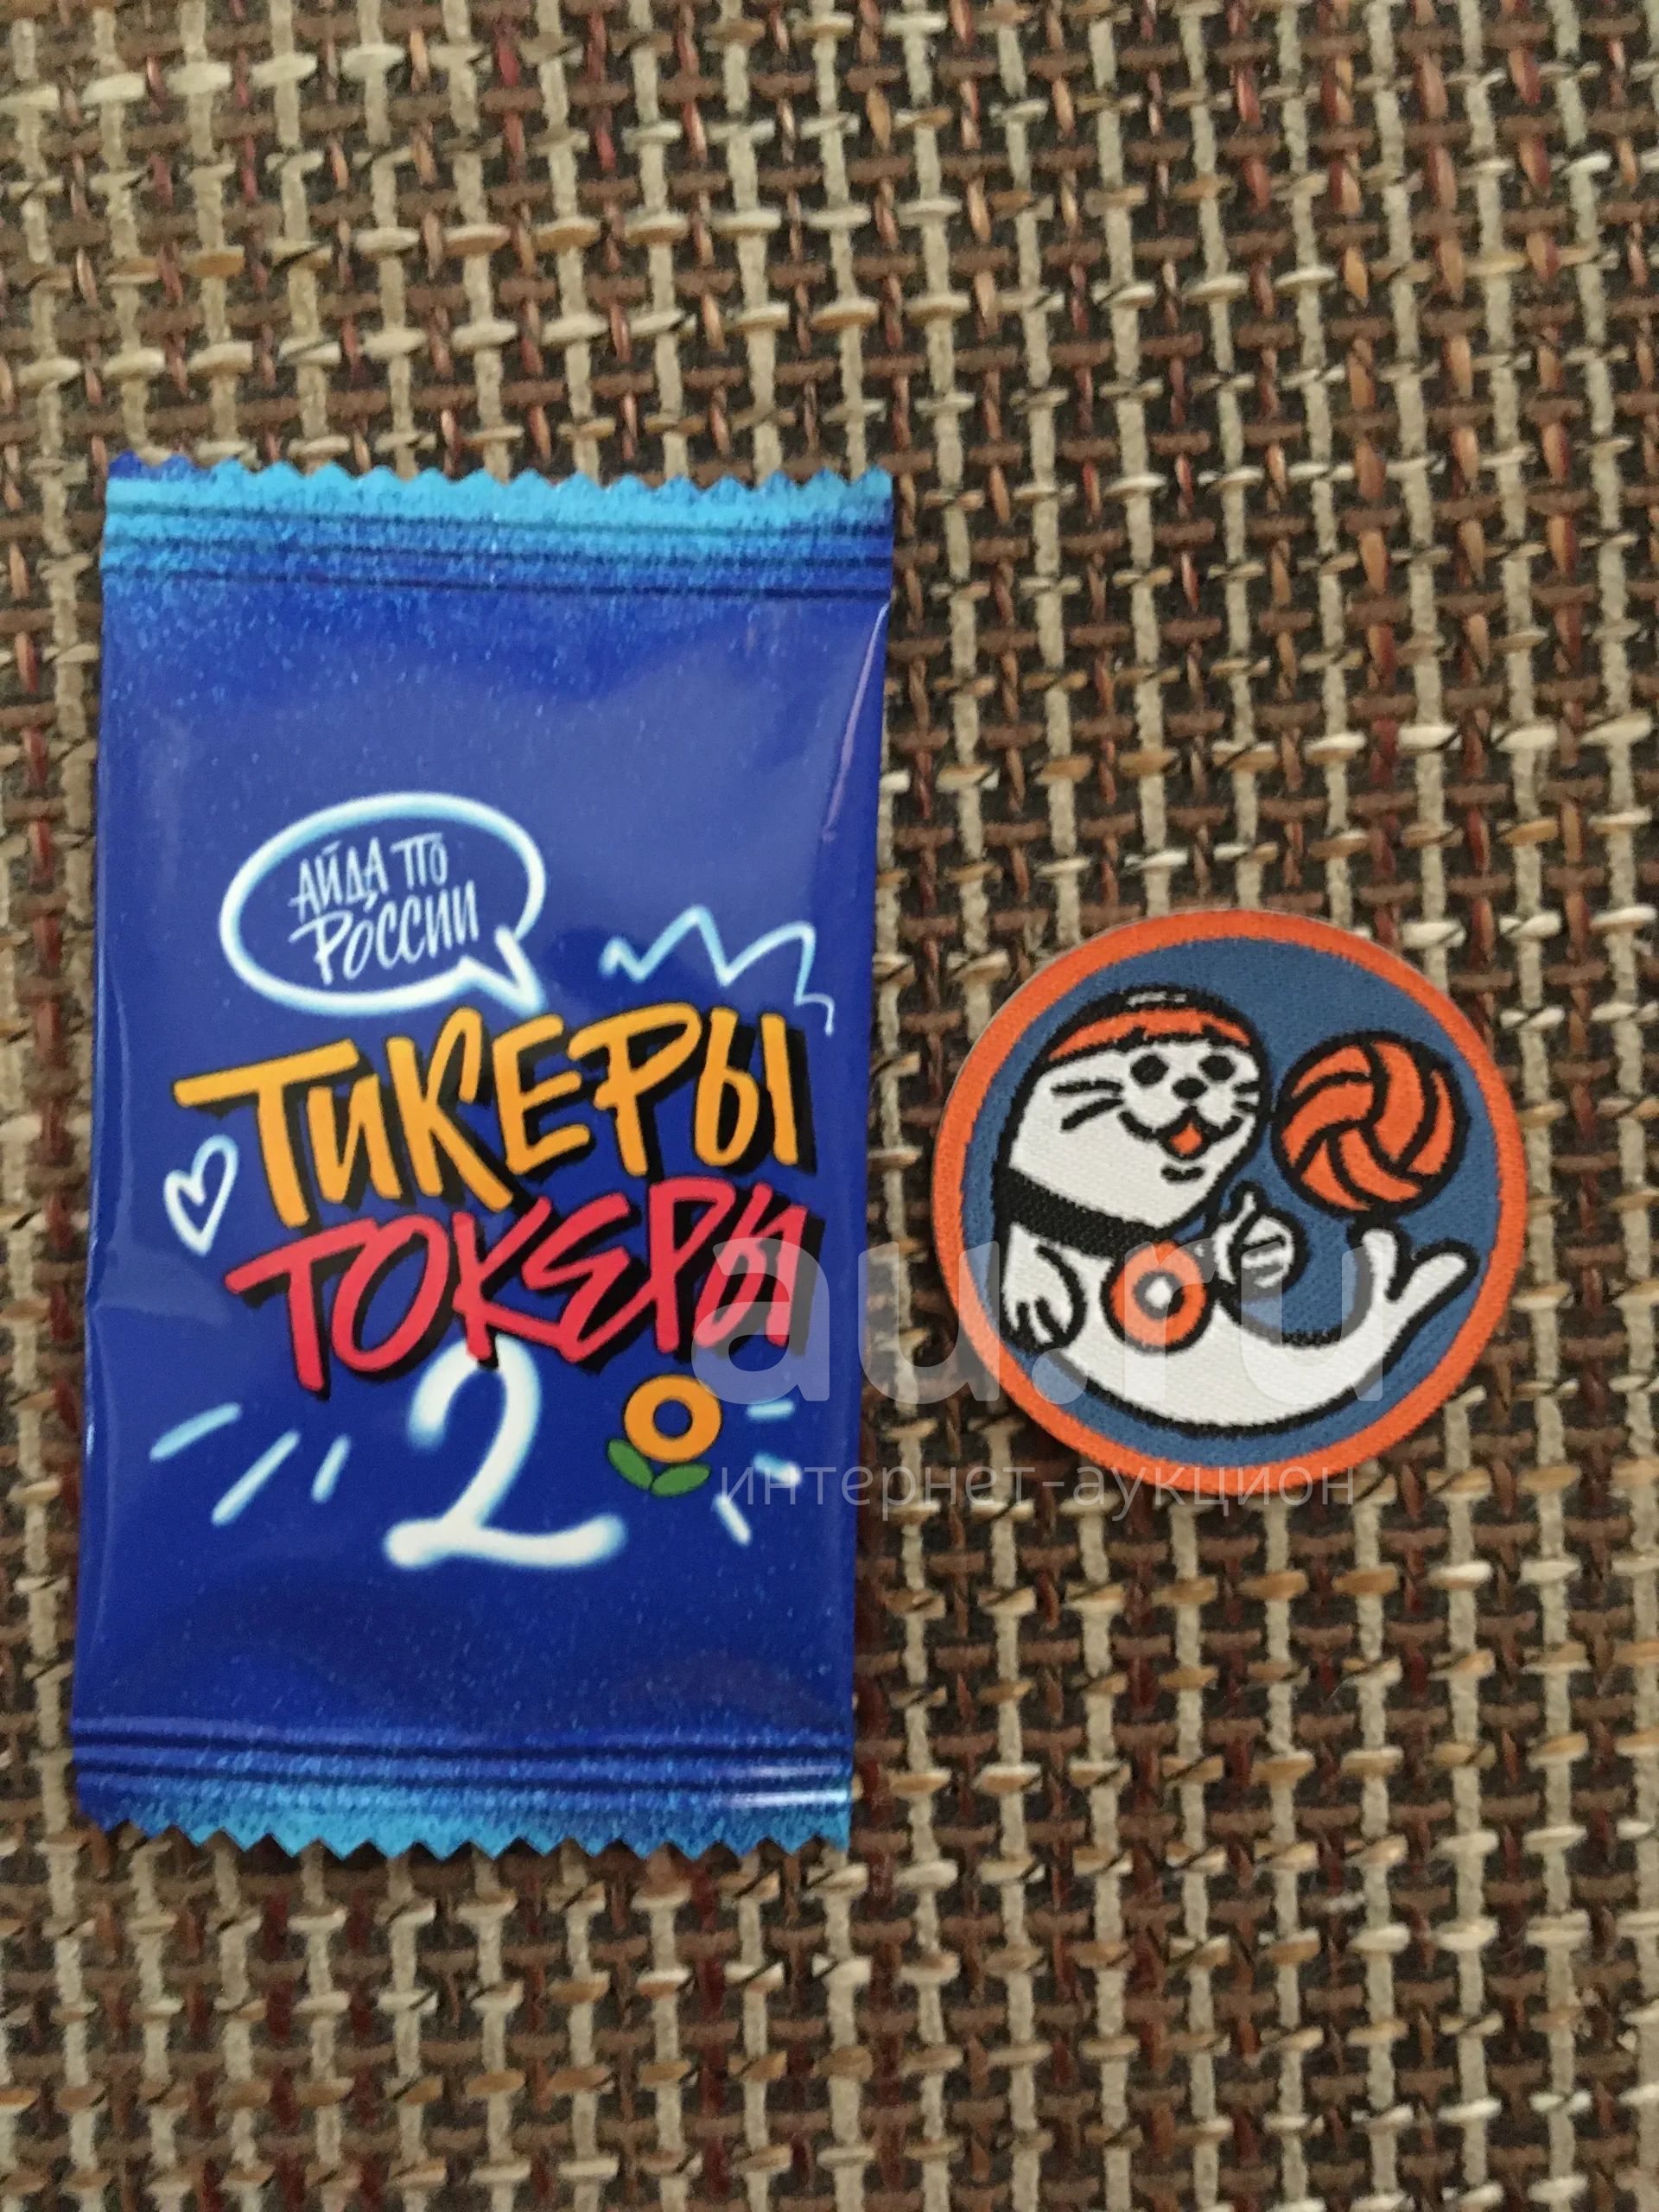 АЙДА ПО
РОССИИ
ТИКЕРЫ
ТОКЕРЫ
2
au.ru
интернет-аукцион